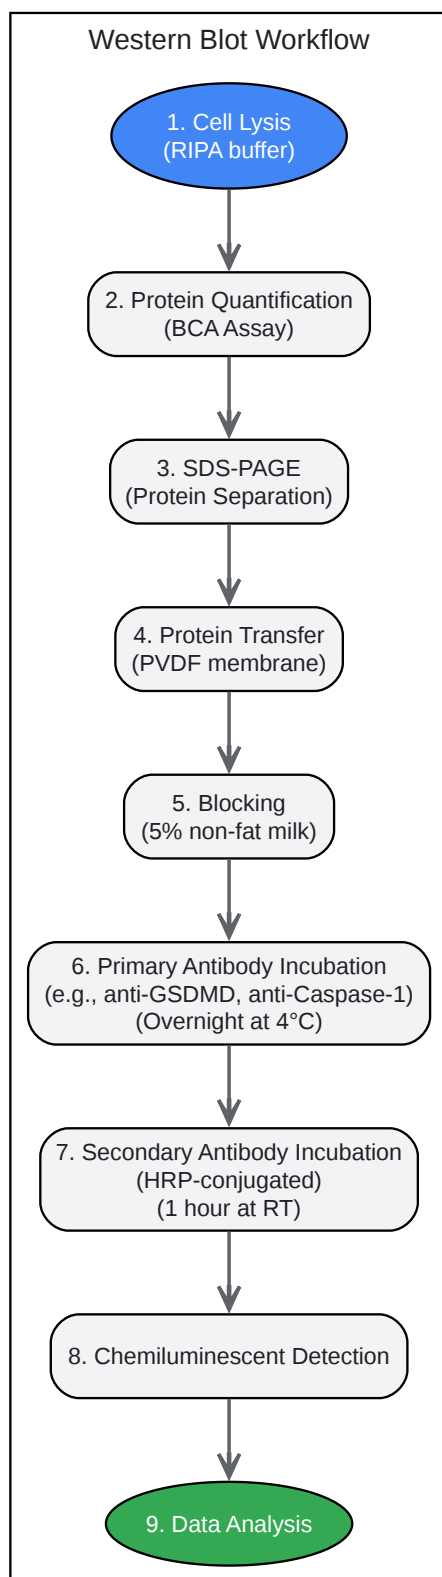 Western Blot Workflow
1. Cell Lysis
(RIPA buffer)
2. Protein Quantification
(BCA Assay)
3. SDS-PAGE
(Protein Separation)
4. Protein Transfer
(PVDF membrane)
5. Blocking
(5% non-fat milk)
6. Primary Antibody Incubation
(e.g., anti-GSDMD, anti-Caspase-1)
(Overnight at 4°C)
7. Secondary Antibody Incubation
(HRP-conjugated)
(1 hour at RT)
8. Chemiluminescent Detection
9. Data Analysis